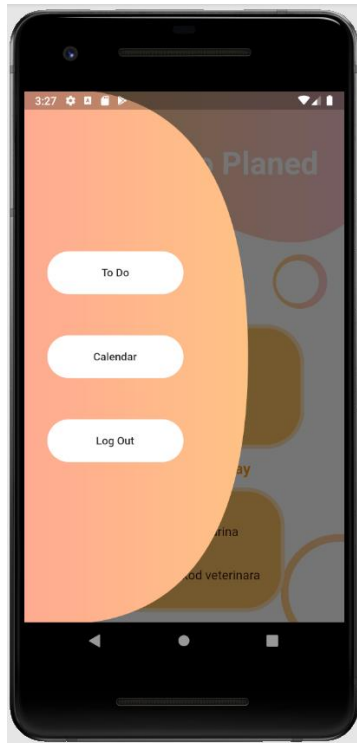 3:27
Planed
To Do
Calendar
Log Out
ay
rina
kod veterinara